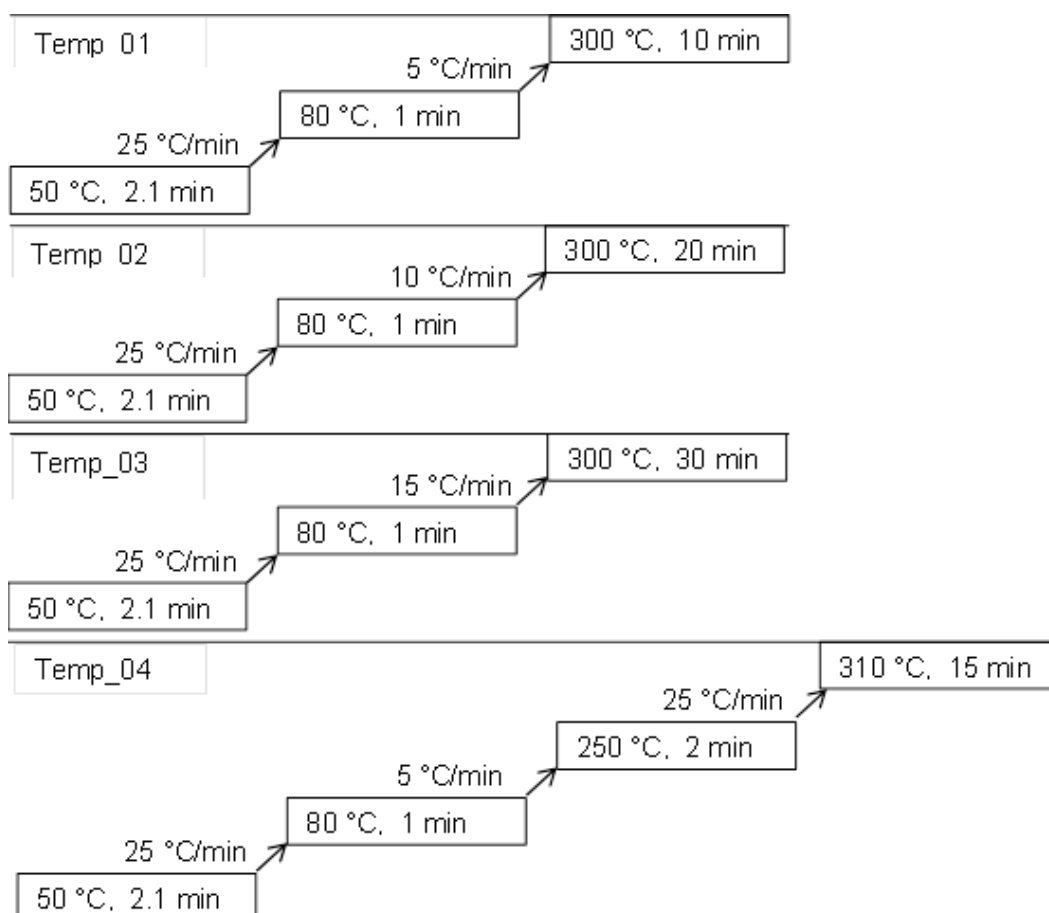 Temp 01
300 °C, 10 min
5 °C/min
80 °C, 1 min
25 °C/min
50 °C, 2.1 min
Temp 02
300 °C, 20 min
10 °C/min
80 °C, 1 min
25 °C/min
50 °C, 2.1 min
Temp_03
300 °C, 30 min
15 °C/min
80 °C, 1 min
25 °C/min
50 °C, 2.1 min
Temp_04
310 °C, 15 min
25 °C/min
250 °C, 2 min
5 °C/min
80 °C, 1 min
25 °C/min
50 °C, 2.1 min